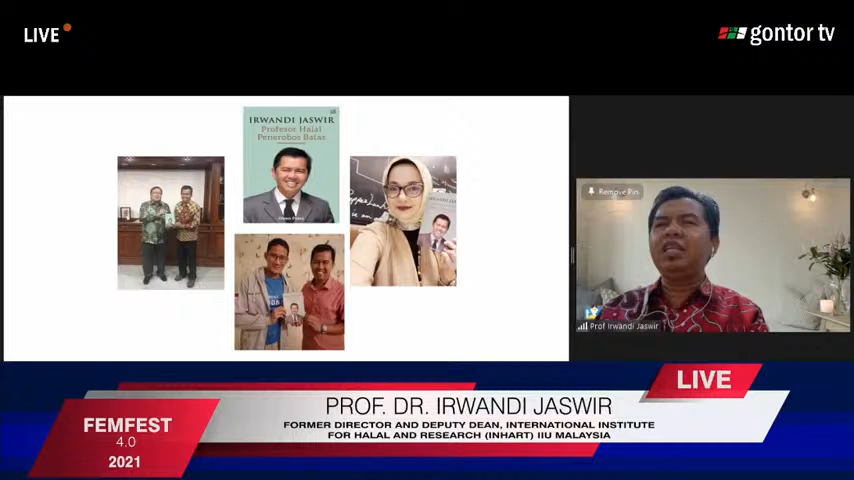 LIVE
gontor tv
38
IRWANDI JASWIR
Profesor Halal
Penerobos Batas
Remove Pin
Prof Irwandi Jaswir
LIVE
PROF. DR. IRWANDI JASWIR
FORMER DIRECTOR AND DEPUTY DEAN, INTERNATIONAL INSTITUTE
FOR HALAL AND RESEARCH (INHART) IIU MALAYSIA
FEMFEST
4.0
2021